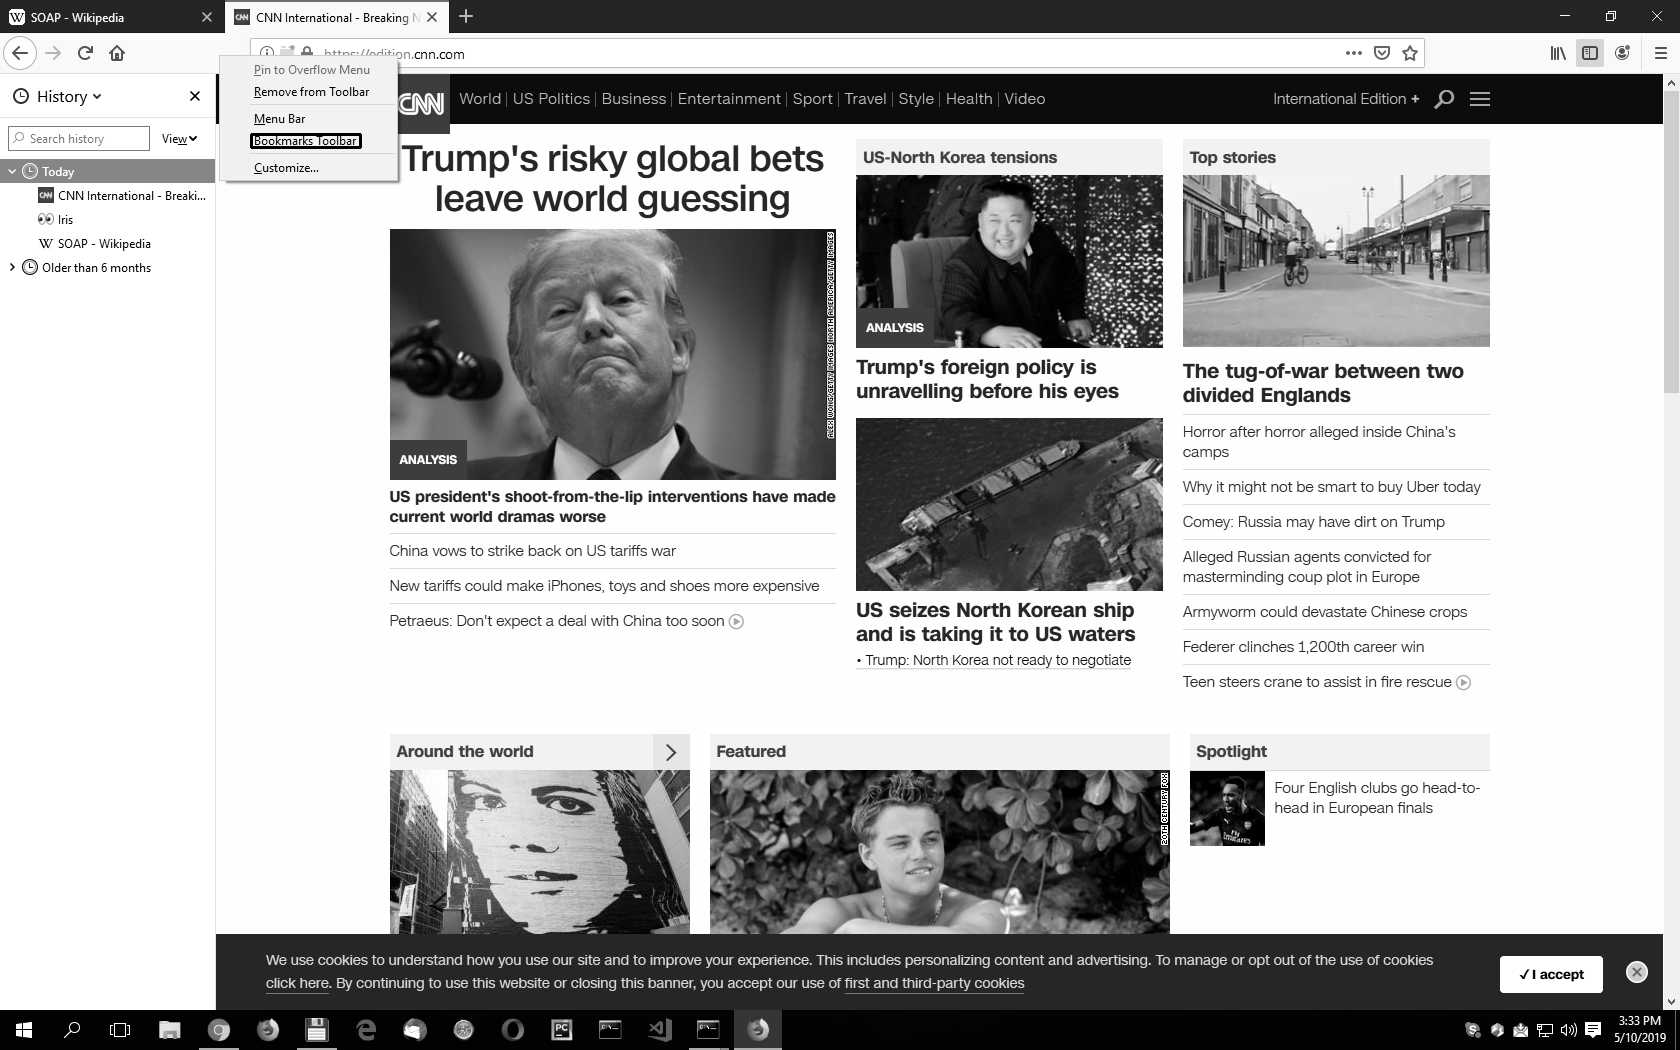 SOAP - Wikipedia
CNN International - Breaking N
https://edition.cnn.com
Pin to Overflow Menu
Remove from Toolbar
Menu Bar
Bookmarks Toolbar
Customize...
History
Search history
View
Today
CNN International - Breaki...
Iris
SOAP - Wikipedia
Older than 6 months
CNN
World US Politics Business Entertainment Sport Travel Style Health Video
International Edition +
Trump's risky global bets
leave world guessing
ALEX WONG/GETTY IMAGES NORTH AMERICA/GETTY IMAGES
ANALYSIS
US president's shoot-from-the-lip interventions have made
current world dramas worse
China vows to strike back on US tariffs war
New tariffs could make iPhones, toys and shoes more expensive
Petraeus: Don't expect a deal with China too soon
US-North Korea tensions
ANALYSIS
Trump's foreign policy is
unravelling before his eyes
US seizes North Korean ship
and is taking it to US waters
• Trump: North Korea not ready to negotiate
Top stories
The tug-of-war between two
divided Englands
Horror after horror alleged inside China's
camps
Why it might not be smart to buy Uber today
Comey: Russia may have dirt on Trump
Alleged Russian agents convicted for
masterminding coup plot in Europe
Armyworm could devastate Chinese crops
Federer clinches 1,200th career win
Teen steers crane to assist in fire rescue
Around the world
Featured
20TH CENTURY FOX
Spotlight
Four English clubs go head-to-
head in European finals
We use cookies to understand how you use our site and to improve your experience. This includes personalizing content and advertising. To manage or opt out of the use of cookies
click here. By continuing to use this website or closing this banner, you accept our use of first and third-party cookies
✓ I accept
3:33 PM
5/10/2019